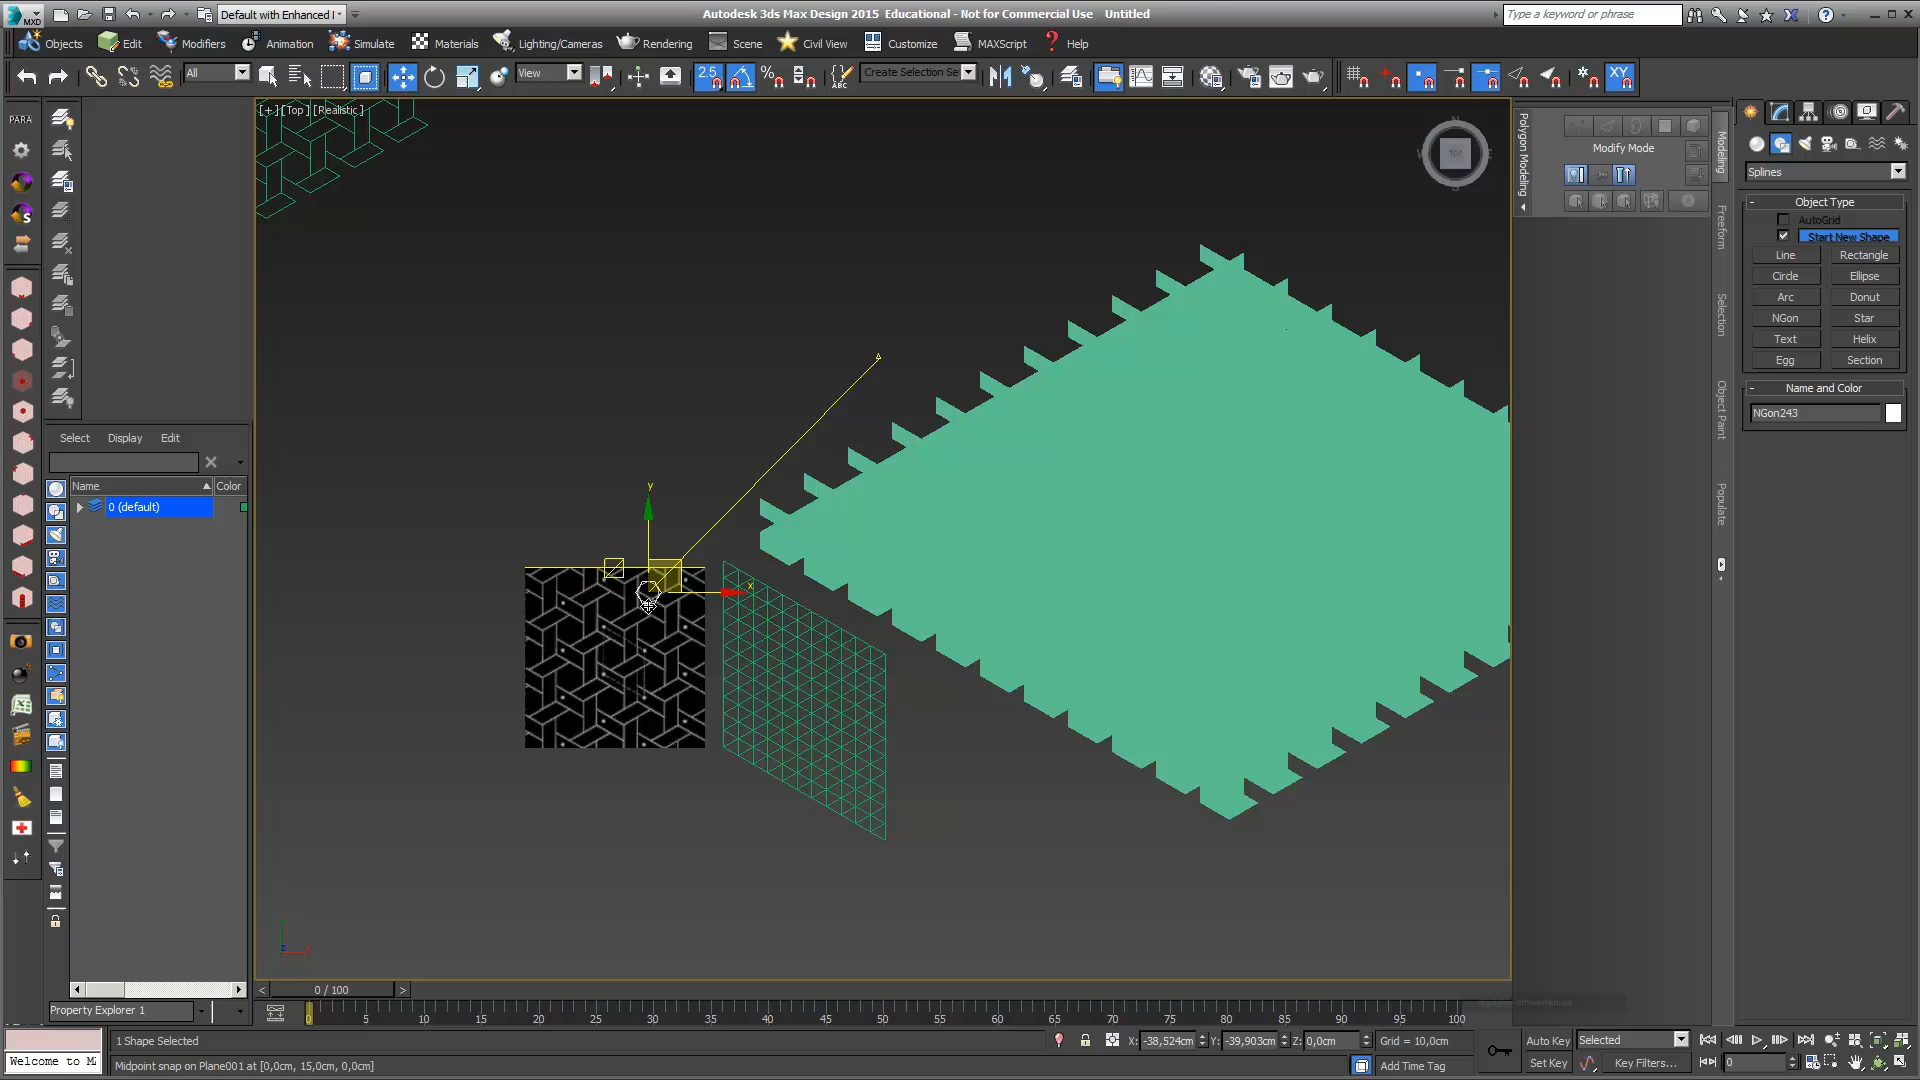 MXD
Default with Enhanced I
Autodesk 3ds Max Design 2015 Educational - Not for Commercial Use Untitled
Type a keyword or phrase
Objects Edit Modifiers Animation Simulate Materials Lighting/Cameras Rendering Scene Civil View Customize MAXScript Help
All View 2.5 ABC Create Selection Se XY
PARA
[+] [Top ] [Realistic ]
TOP
Polygon Modeling
Modify Mode
Modeling
Freeform
Selection
Object Paint
Populate
Splines
Object Type
AutoGrid
Start New Shape
Line Rectangle
Circle Ellipse
Arc Donut
NGon Star
Text Helix
Egg Section
Name and Color
NGon243
Select Display Edit
Name Color
0 (default)
y
x
Property Explorer 1
0 / 100
0 5 10 15 20 25 30 35 40 45 50 55 60 65 70 75 80 85 90 95 100
1 Shape Selected
X: -38,524cm Y: -39,903cm Z: 0,0cm Grid = 10,0cm
Auto Key Selected
Welcome to M
Midpoint snap on Plane001 at [0,0cm, 15,0cm, 0,0cm]
Add Time Tag
Set Key Key Filters... 0